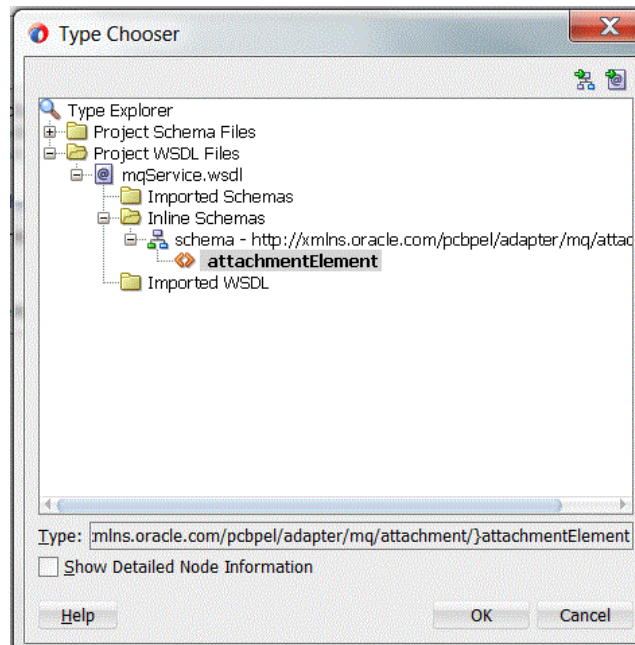 Type Chooser
Type Explorer
Project Schema Files
Project WSDL Files
mqService.wsdl
Imported Schemas
Inline Schemas
schema - http://xmlns.oracle.com/pcbpel/adapter/mq/attac
attachmentElement
Imported WSDL
Type: :mlns.oracle.com/pcbpel/adapter/mq/attachment/}attachmentElement
Show Detailed Node Information
Help OK Cancel